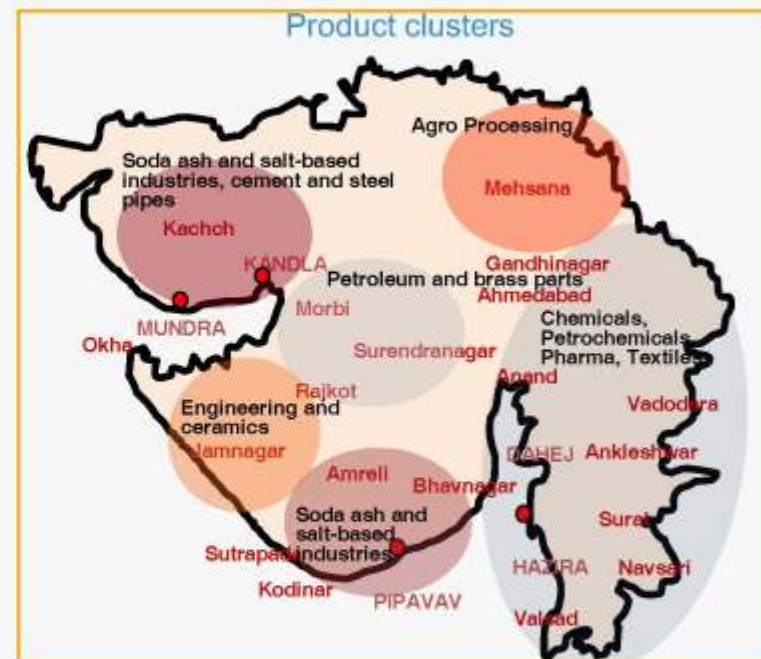 Product clusters
Agro Processing
Soda ash and salt-based
industries, cement and steel
pipes
Mehsana
Kachch
KANDLA
Gandhinagar
Petroleum and brass parts
Ahmedabad
Morbi
MUNDRA
Chemicals,
Petrochemicals
Pharma, Textiles
Okha
Surendranagar
Anand
Rajkot
Vadodara
Engineering and
ceramics
Jamnagar
DAHEJ
Ankleshwar
Amreli
Bhavnagar
Soda ash and
salt-based
industries
Surat
Sutrapada
HAZIRA
Navsari
Kodinar
PIPAVAV
Valsad